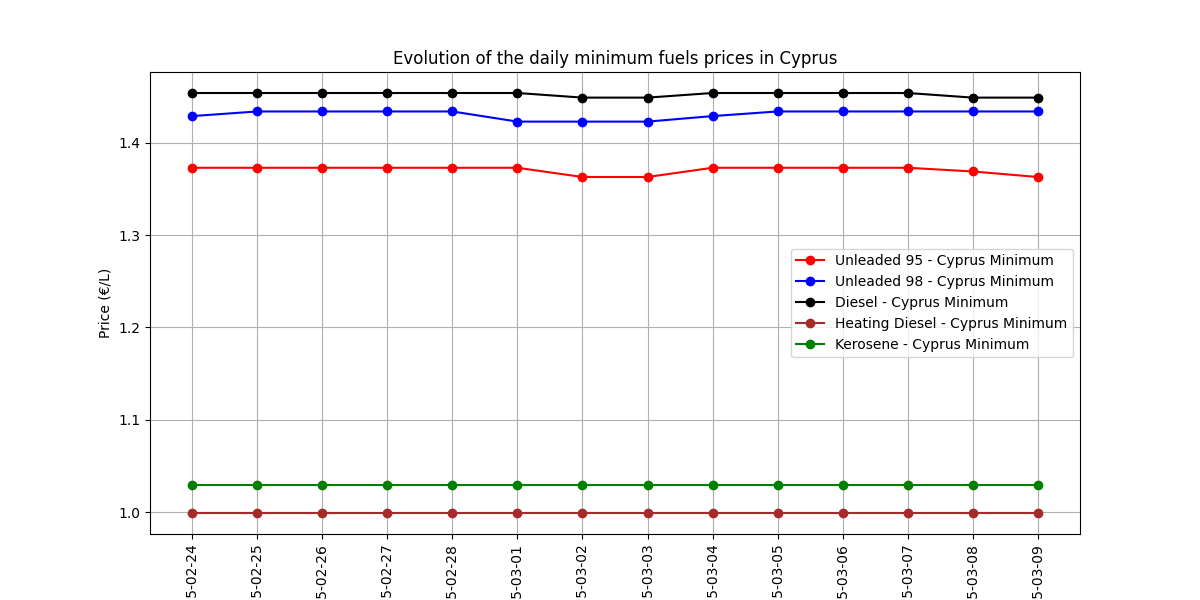 Evolution of the daily minimum fuels prices in Cyprus
Price (€/L)
1.4
1.3
1.2
1.1
1.0
Unleaded 95 - Cyprus Minimum
Unleaded 98 - Cyprus Minimum
Diesel - Cyprus Minimum
Heating Diesel - Cyprus Minimum
Kerosene - Cyprus Minimum
5-02-24
5-02-25
5-02-26
5-02-27
5-02-28
5-03-01
5-03-02
5-03-03
5-03-04
5-03-05
5-03-06
5-03-07
5-03-08
5-03-09